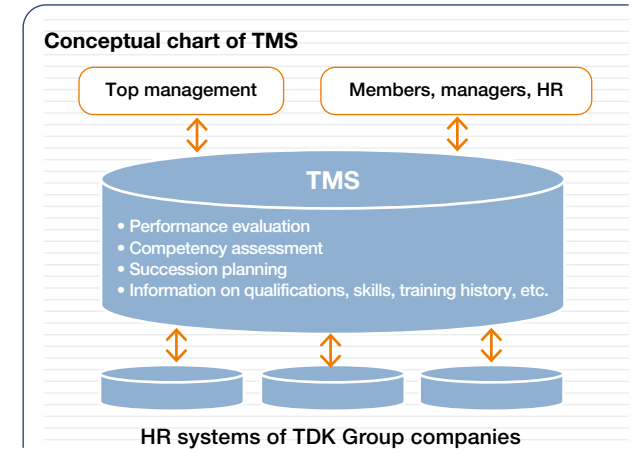 Conceptual chart of TMS
Top management
Members, managers, HR
TMS
• Performance evaluation
• Competency assessment
• Succession planning
• Information on qualifications, skills, training history, etc.
HR systems of TDK Group companies